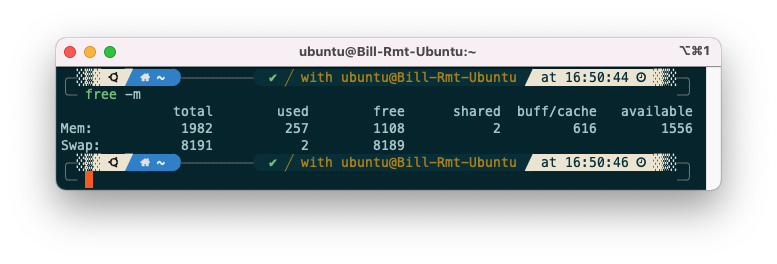 ubuntu@Bill-Rmt-Ubuntu:~ ⌥⌘1
~ ✔ with ubuntu@Bill-Rmt-Ubuntu at 16:50:44
free -m
total used free shared buff/cache available
Mem: 1982 257 1108 2 616 1556
Swap: 8191 2 8189
~ ✔ with ubuntu@Bill-Rmt-Ubuntu at 16:50:46